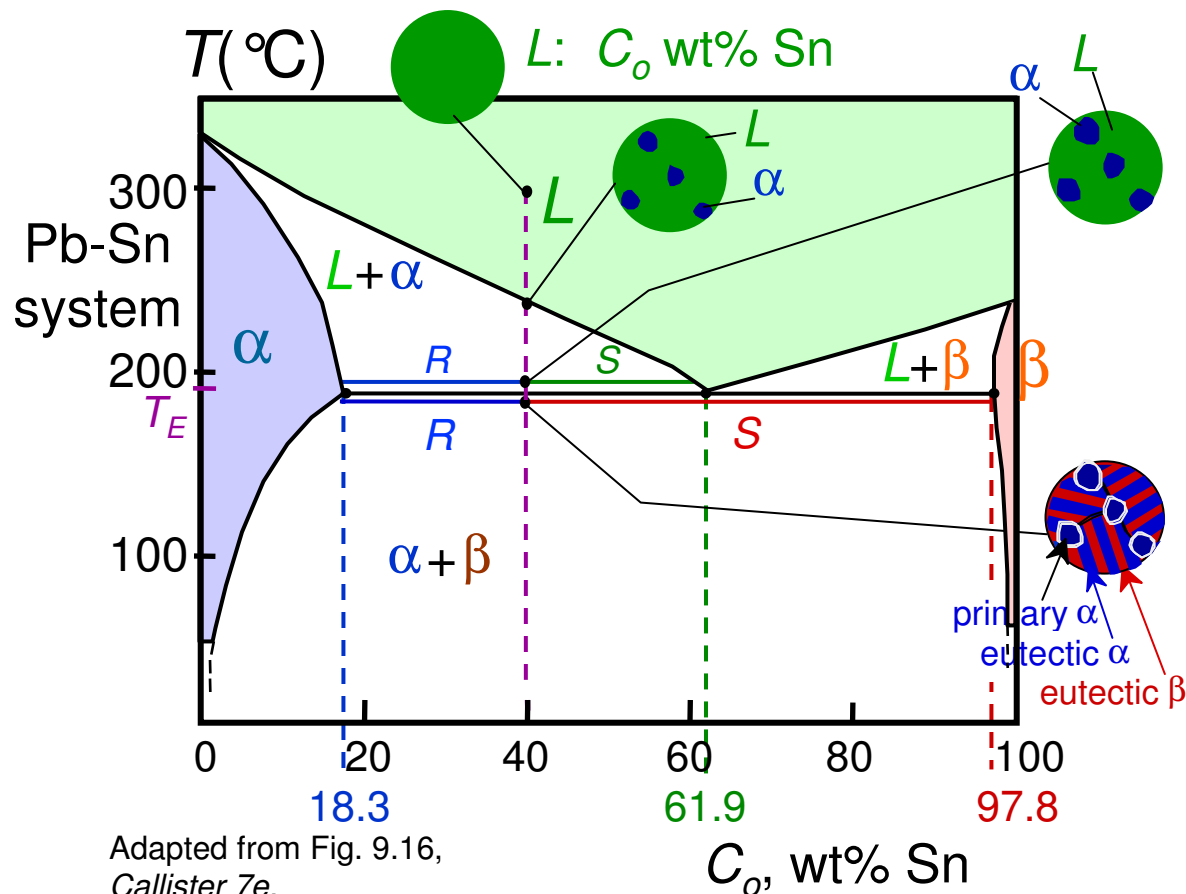 T(°C)
L: Cₒ wt% Sn
L
α
L
α
300
L
Pb-Sn
system
L+α
α
R
S
200
L+β
β
T_E
R
S
100
α+β
primary α
eutectic α
eutectic β
0
20
40
60
80
100
18.3
61.9
97.8
Adapted from Fig. 9.16,
Callister 7e.
Cₒ, wt% Sn